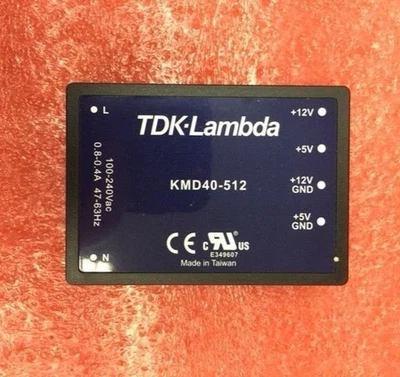 L
TDK·Lambda
+12V
+5V
KMD40-512
+12V
GND
+5V
GND
100-240Vac
0.8-0.4A 47-63Hz
CE c RU US
E349607
Made in Taiwan
N